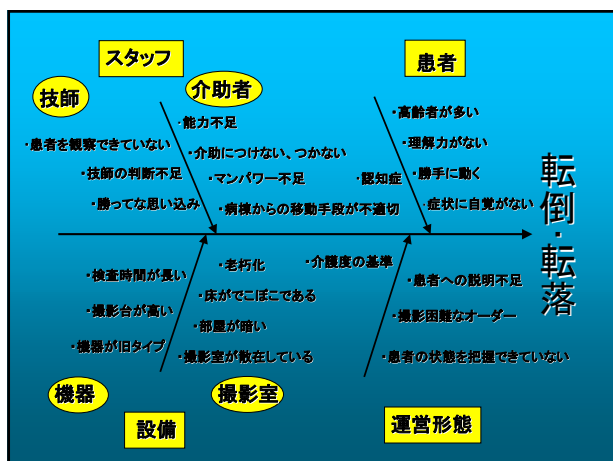 スタッフ
患者
技師
介助者
・能力不足
・患者を観察できていない
・介助につけない、つかない
・技師の判断不足
・マンパワー不足
・勝ってな思い込み
・病棟からの移動手段が不適切
・高齢者が多い
・理解力がない
・認知症
・勝手に動く
・症状に自覚がない
転倒・転落
・検査時間が長い
・撮影台が高い
・機器が旧タイプ
・老朽化
・床がでこぼこである
・部屋が暗い
・撮影室が散在している
・介護度の基準
・患者への説明不足
・撮影困難なオーダー
・患者の状態を把握できていない
機器
撮影室
設備
運営形態